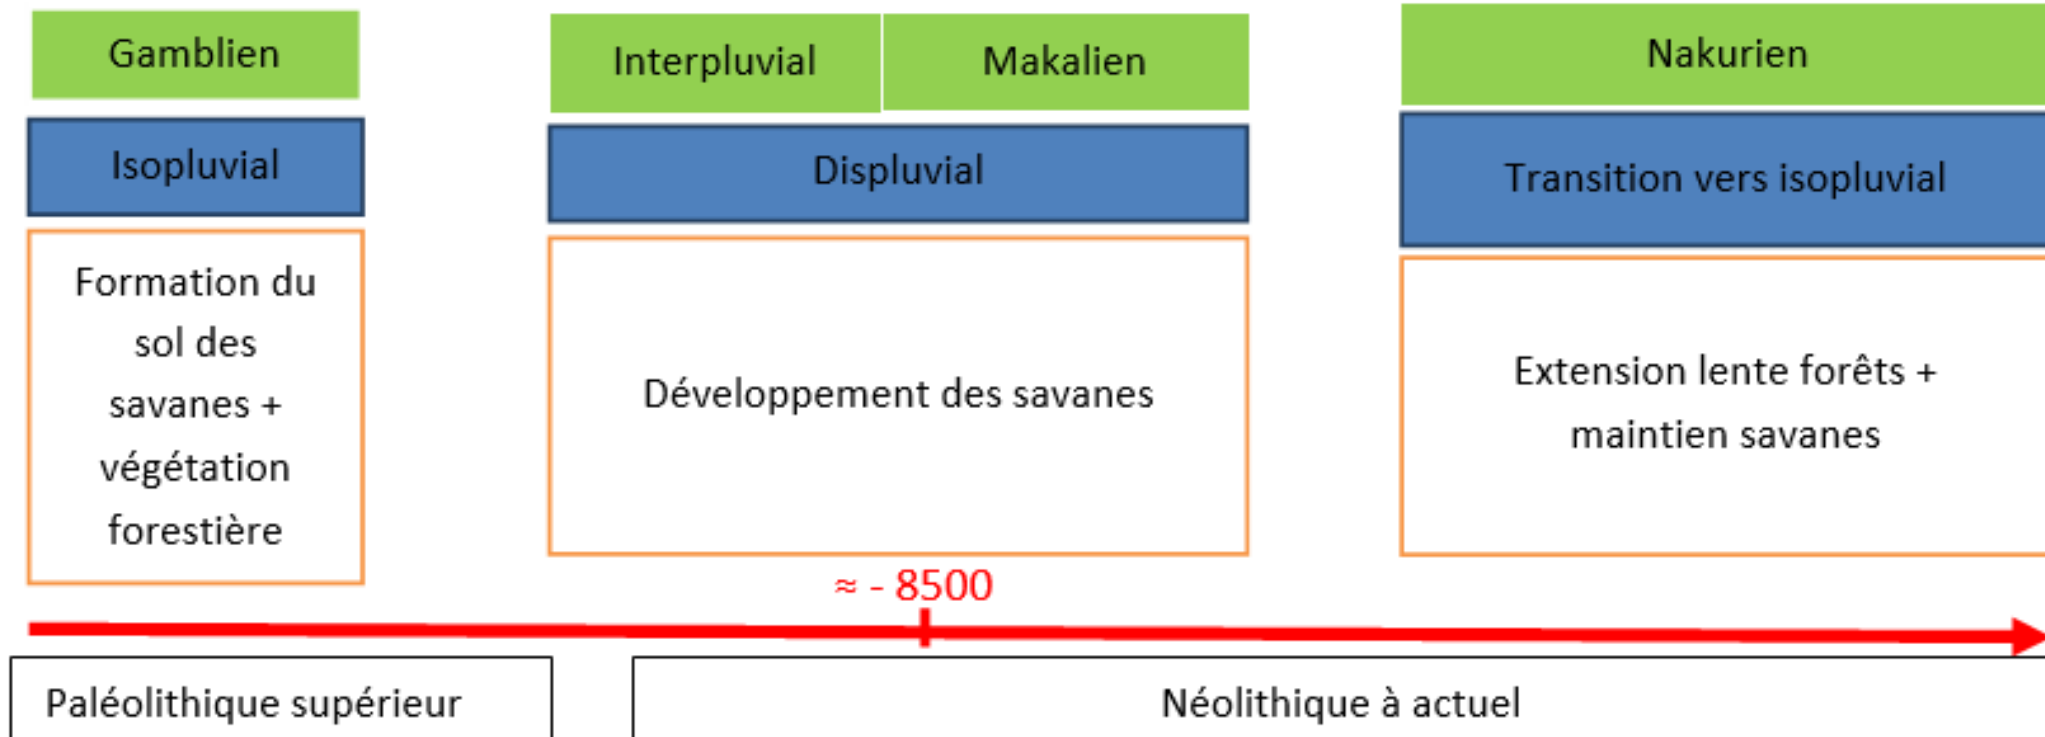 Gamblien
Interpluvial
Makalien
Nakurien
Isopluvial
Displuvial
Transition vers isopluvial
Formation du
sol des
savanes +
végétation
forestière
Développement des savanes
Extension lente forêts +
maintien savanes
≈ - 8500
Paléolithique supérieur
Néolithique à actuel